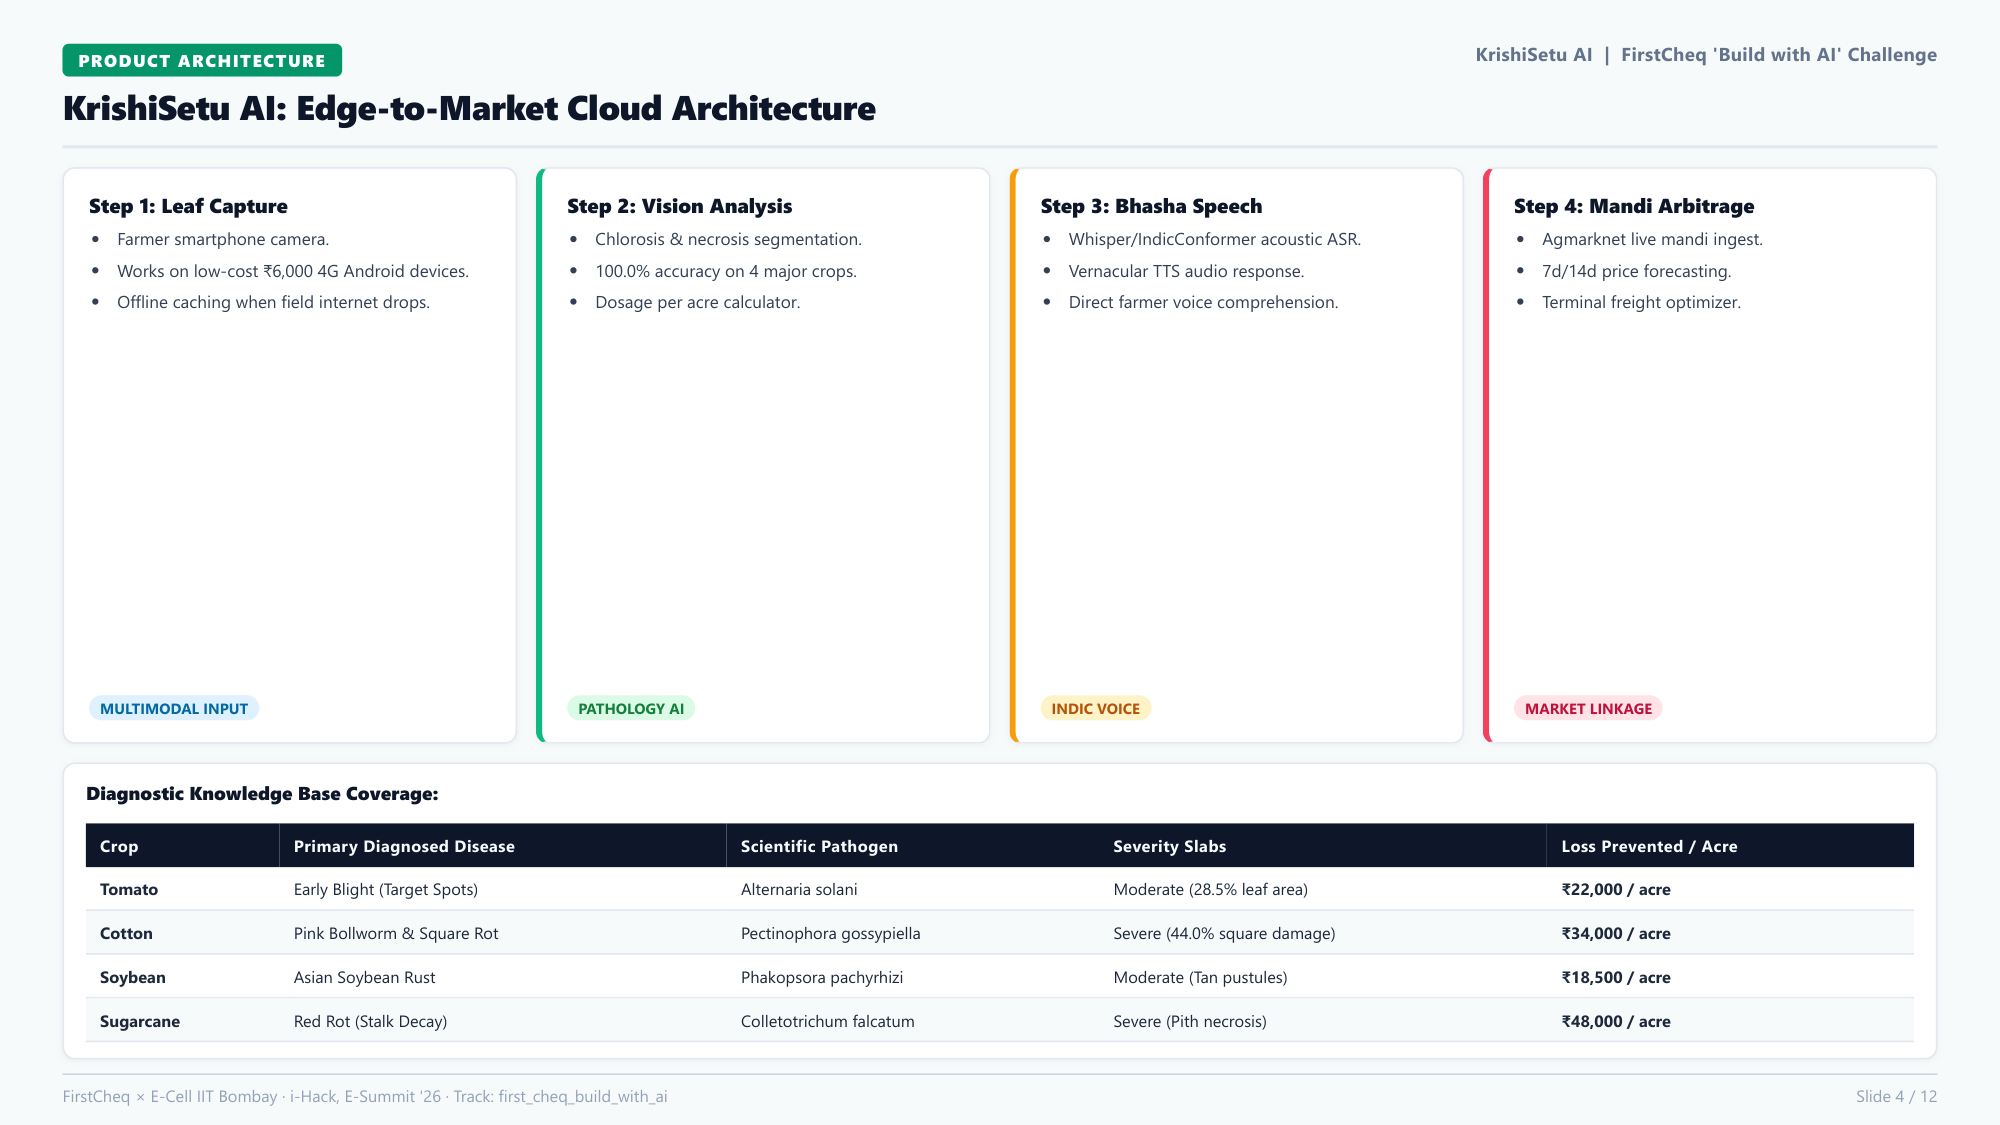 PRODUCT ARCHITECTURE
KrishiSetu AI | FirstCheq 'Build with AI' Challenge
KrishiSetu AI: Edge-to-Market Cloud Architecture
Step 1: Leaf Capture
• Farmer smartphone camera.
• Works on low-cost ₹6,000 4G Android devices.
• Offline caching when field internet drops.
MULTIMODAL INPUT
Step 2: Vision Analysis
• Chlorosis & necrosis segmentation.
• 100.0% accuracy on 4 major crops.
• Dosage per acre calculator.
PATHOLOGY AI
Step 3: Bhasha Speech
• Whisper/IndicConformer acoustic ASR.
• Vernacular TTS audio response.
• Direct farmer voice comprehension.
INDIC VOICE
Step 4: Mandi Arbitrage
• Agmarknet live mandi ingest.
• 7d/14d price forecasting.
• Terminal freight optimizer.
MARKET LINKAGE
Diagnostic Knowledge Base Coverage:
Crop Primary Diagnosed Disease Scientific Pathogen Severity Slabs Loss Prevented / Acre
Tomato Early Blight (Target Spots) Alternaria solani Moderate (28.5% leaf area) ₹22,000 / acre
Cotton Pink Bollworm & Square Rot Pectinophora gossypiella Severe (44.0% square damage) ₹34,000 / acre
Soybean Asian Soybean Rust Phakopsora pachyrhizi Moderate (Tan pustules) ₹18,500 / acre
Sugarcane Red Rot (Stalk Decay) Colletotrichum falcatum Severe (Pith necrosis) ₹48,000 / acre
FirstCheq × E-Cell IIT Bombay · i-Hack, E-Summit '26 · Track: first_cheq_build_with_ai
Slide 4 / 12